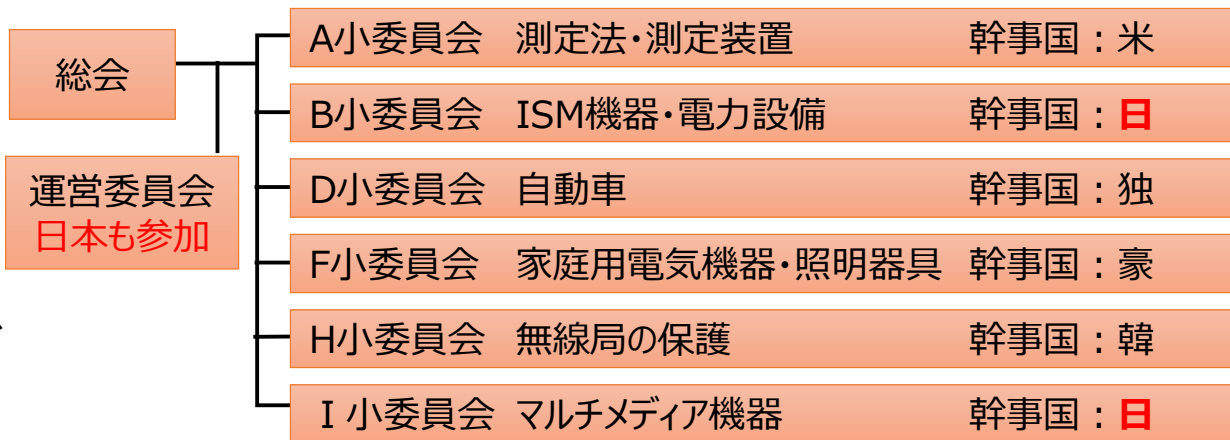 総会
運営委員会
日本も参加
A小委員会 測定法・測定装置 幹事国：米
B小委員会 ISM機器・電力設備 幹事国：日
D小委員会 自動車 幹事国：独
F小委員会 家庭用電気機器・照明器具 幹事国：豪
H小委員会 無線局の保護 幹事国：韓
I 小委員会 マルチメディア機器 幹事国：日